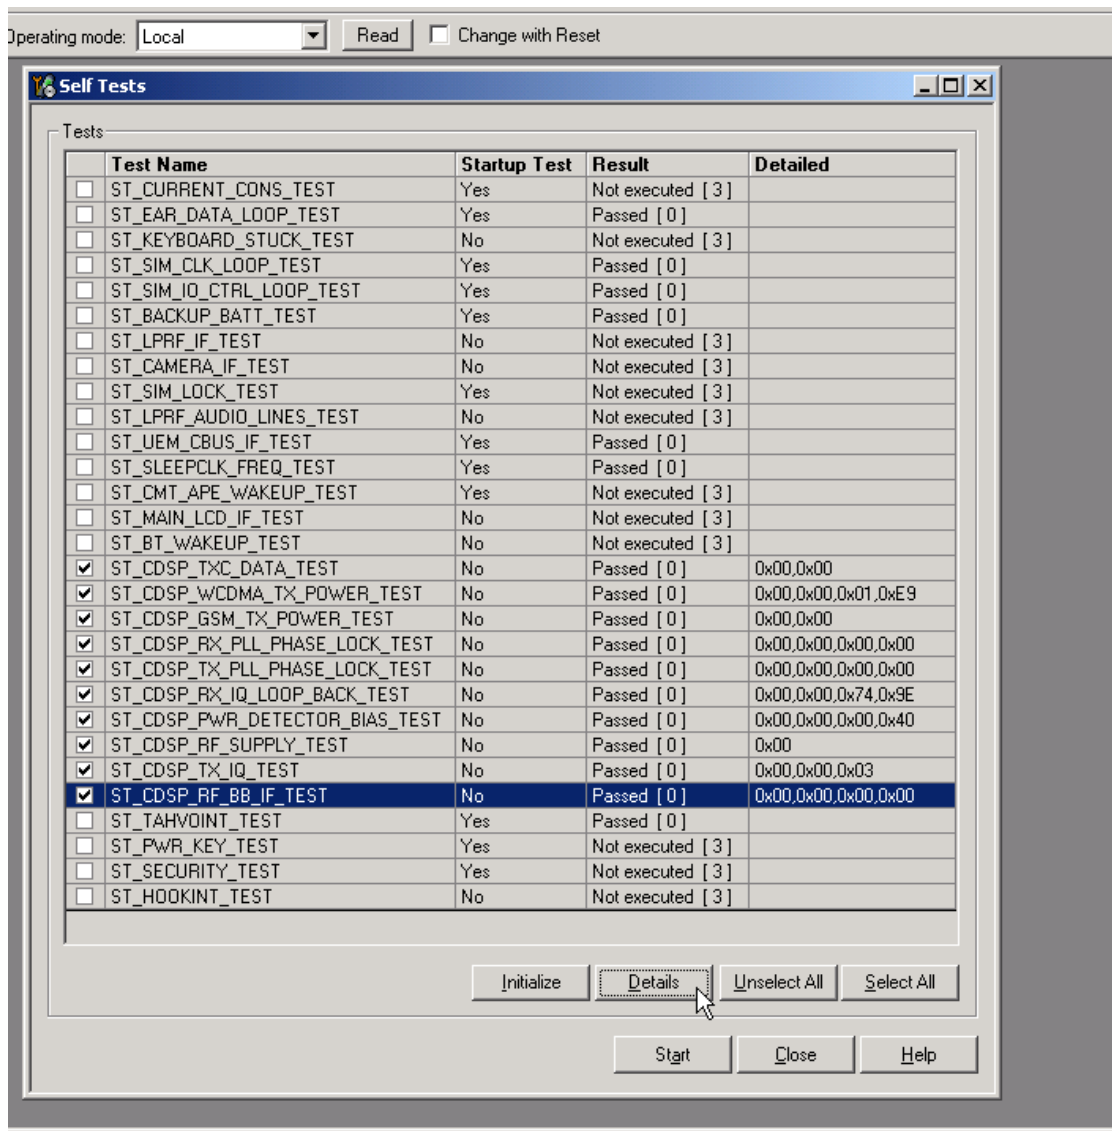 Operating mode: Local Read Change with Reset
Self Tests
Tests
Test Name Startup Test Result Detailed
ST_CURRENT_CONS_TEST Yes Not executed [ 3 ]
ST_EAR_DATA_LOOP_TEST Yes Passed [ 0 ]
ST_KEYBOARD_STUCK_TEST No Not executed [ 3 ]
ST_SIM_CLK_LOOP_TEST Yes Passed [ 0 ]
ST_SIM_IO_CTRL_LOOP_TEST Yes Passed [ 0 ]
ST_BACKUP_BATT_TEST Yes Passed [ 0 ]
ST_LPRF_IF_TEST No Not executed [ 3 ]
ST_CAMERA_IF_TEST No Not executed [ 3 ]
ST_SIM_LOCK_TEST Yes Not executed [ 3 ]
ST_LPRF_AUDIO_LINES_TEST No Not executed [ 3 ]
ST_UEM_CBUS_IF_TEST Yes Passed [ 0 ]
ST_SLEEPCLK_FREQ_TEST Yes Passed [ 0 ]
ST_CMT_APE_WAKEUP_TEST Yes Not executed [ 3 ]
ST_MAIN_LCD_IF_TEST No Not executed [ 3 ]
ST_BT_WAKEUP_TEST No Not executed [ 3 ]
ST_CDSP_TXC_DATA_TEST No Passed [ 0 ] 0x00,0x00
ST_CDSP_WCDMA_TX_POWER_TEST No Passed [ 0 ] 0x00,0x00,0x01,0xE9
ST_CDSP_GSM_TX_POWER_TEST No Passed [ 0 ] 0x00,0x00
ST_CDSP_RX_PLL_PHASE_LOCK_TEST No Passed [ 0 ] 0x00,0x00,0x00,0x00
ST_CDSP_TX_PLL_PHASE_LOCK_TEST No Passed [ 0 ] 0x00,0x00,0x00,0x00
ST_CDSP_RX_IQ_LOOP_BACK_TEST No Passed [ 0 ] 0x00,0x00,0x74,0x9E
ST_CDSP_PWR_DETECTOR_BIAS_TEST No Passed [ 0 ] 0x00,0x00,0x00,0x40
ST_CDSP_RF_SUPPLY_TEST No Passed [ 0 ] 0x00
ST_CDSP_TX_IQ_TEST No Passed [ 0 ] 0x00,0x00,0x03
ST_CDSP_RF_BB_IF_TEST No Passed [ 0 ] 0x00,0x00,0x00,0x00
ST_TAHVOINT_TEST Yes Passed [ 0 ]
ST_PWR_KEY_TEST Yes Not executed [ 3 ]
ST_SECURITY_TEST Yes Not executed [ 3 ]
ST_HOOKINT_TEST No Not executed [ 3 ]
Initialize Details Unselect All Select All
Start Close Help